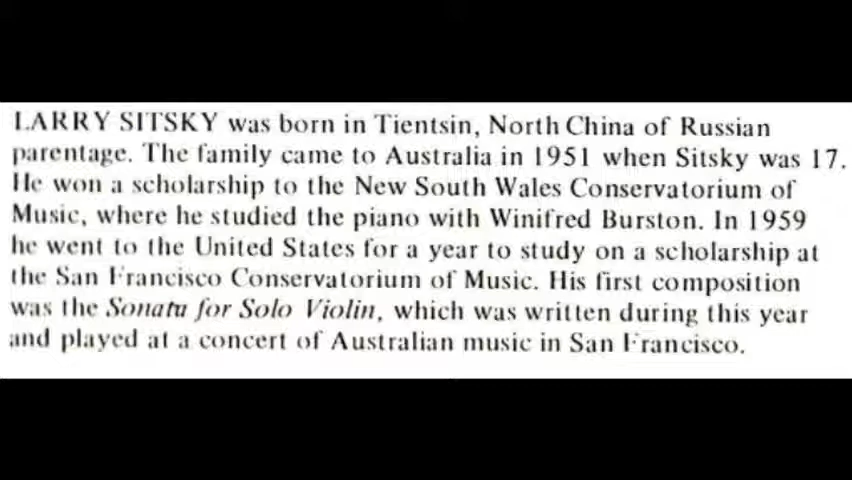 LARRY SITSKY was born in Tientsin, North China of Russian
parentage. The family came to Australia in 1951 when Sitsky was 17.
He won a scholarship to the New South Wales Conservatorium of
Music, where he studied the piano with Winifred Burston. In 1959
he went to the United States for a year to study on a scholarship at
the San Francisco Conservatorium of Music. His first composition
was the Sonata for Solo Violin, which was written during this year
and played at a concert of Australian music in San Francisco.